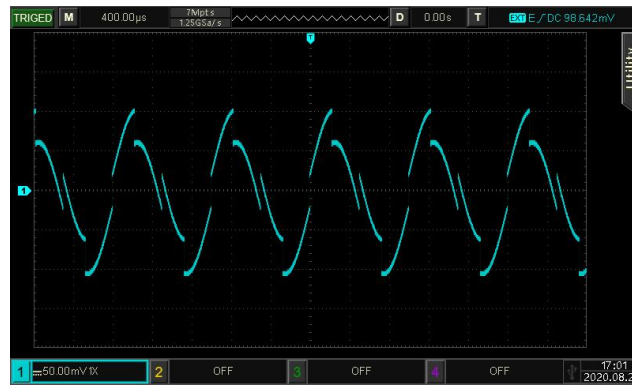 TRIGED M 400.00μs 7Mpts D 0.00s T EXT E DC 98.642mV
1.25GSa/s
T
Utility
1
1 50.00mV 1X 2 OFF 3 OFF 4 OFF 17:01
2020.08.2